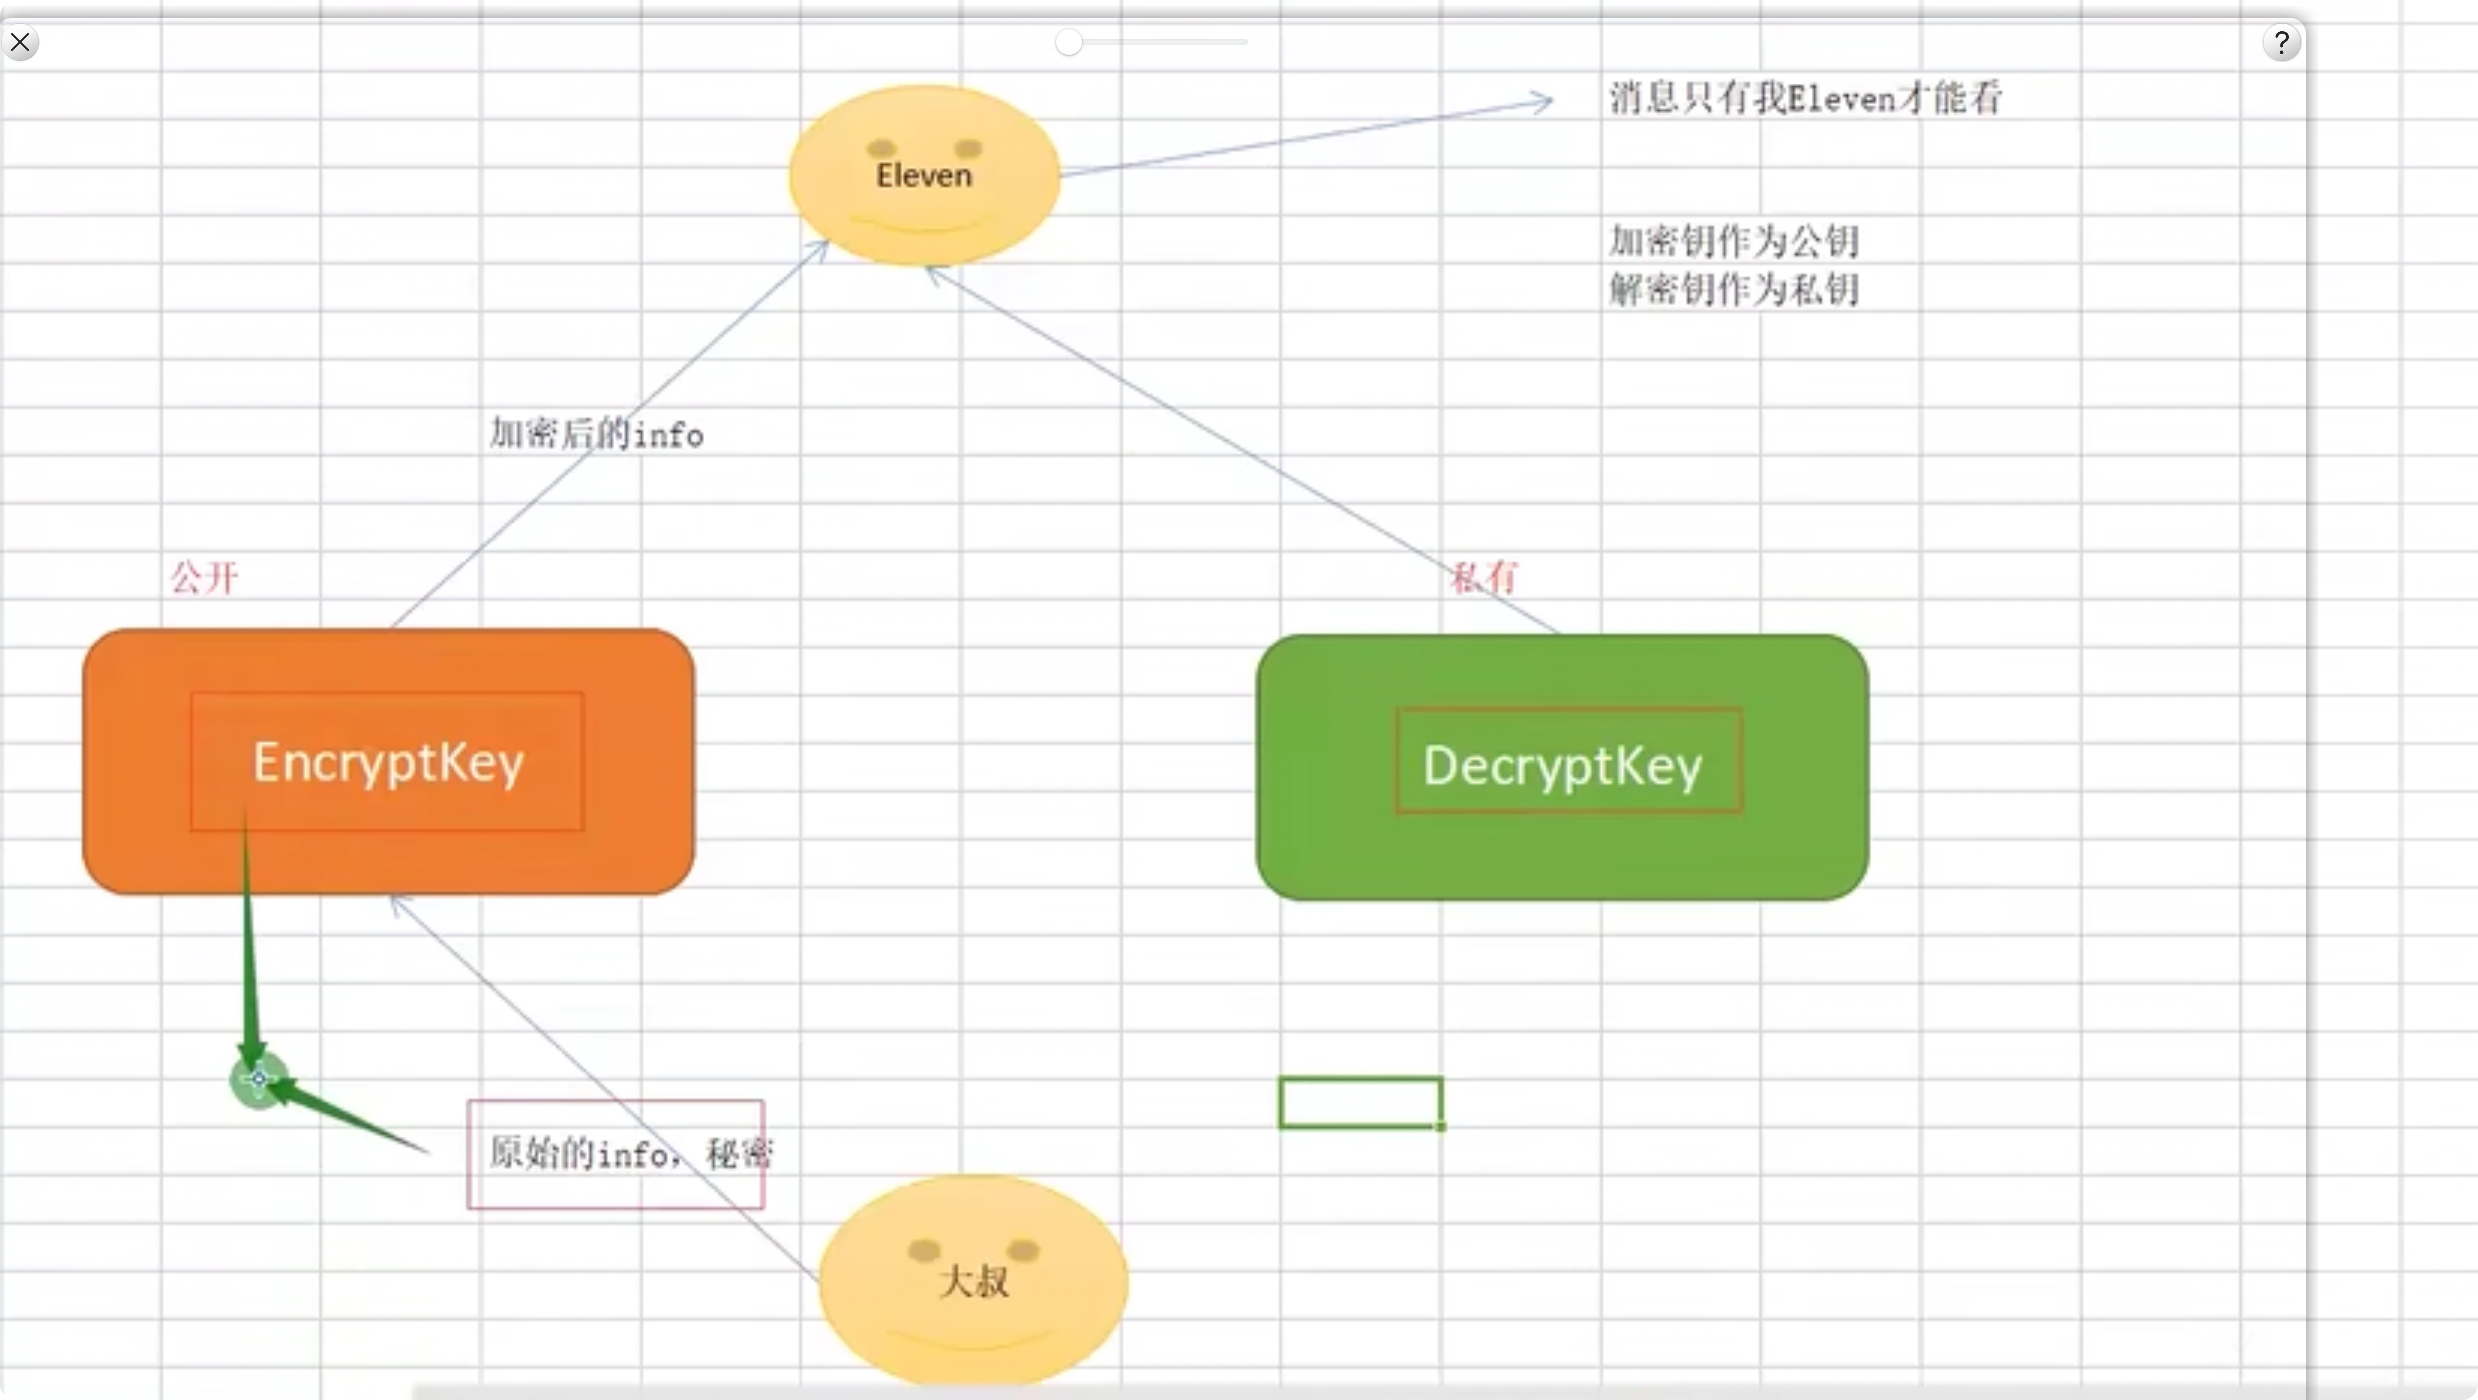 ?
消息只有我Eleven才能看
Eleven
加密钥作为公钥
解密钥作为私钥
加密后的info
公开
私有
EncryptKey
DecryptKey
原始的info，秘密
大叔